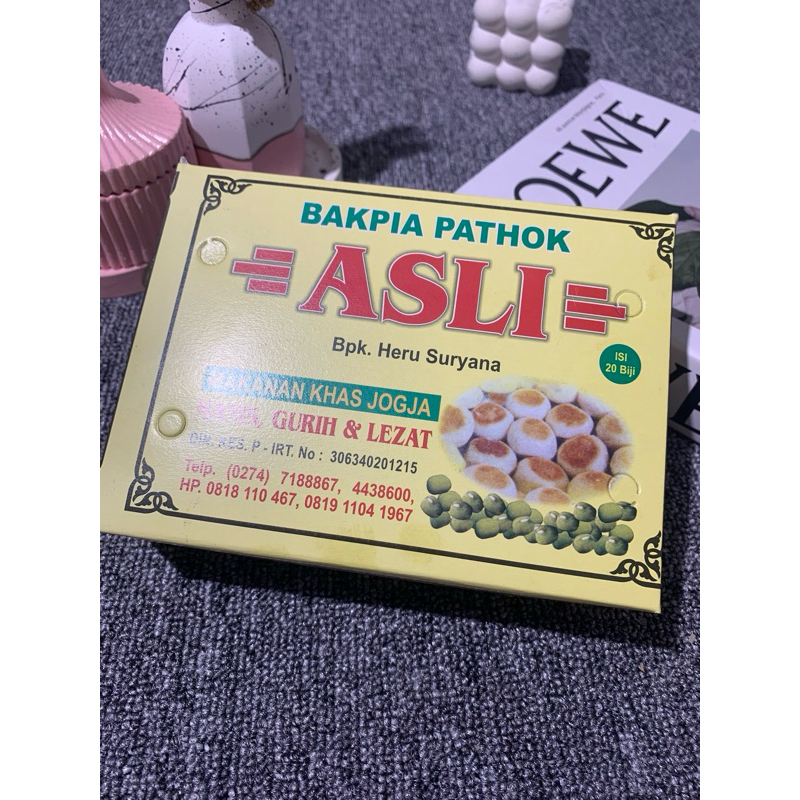 BAKPIA PATHOK
ASLI
Bpk. Heru Suryana
ISI
20 Biji
MAKANAN KHAS JOGJA
GURIH & LEZAT
DIN. KES. P - IRT. No : 306340201215
Telp. (0274) 7188867, 4438600,
HP. 0818 110 467, 0819 1104 1967
OEWE